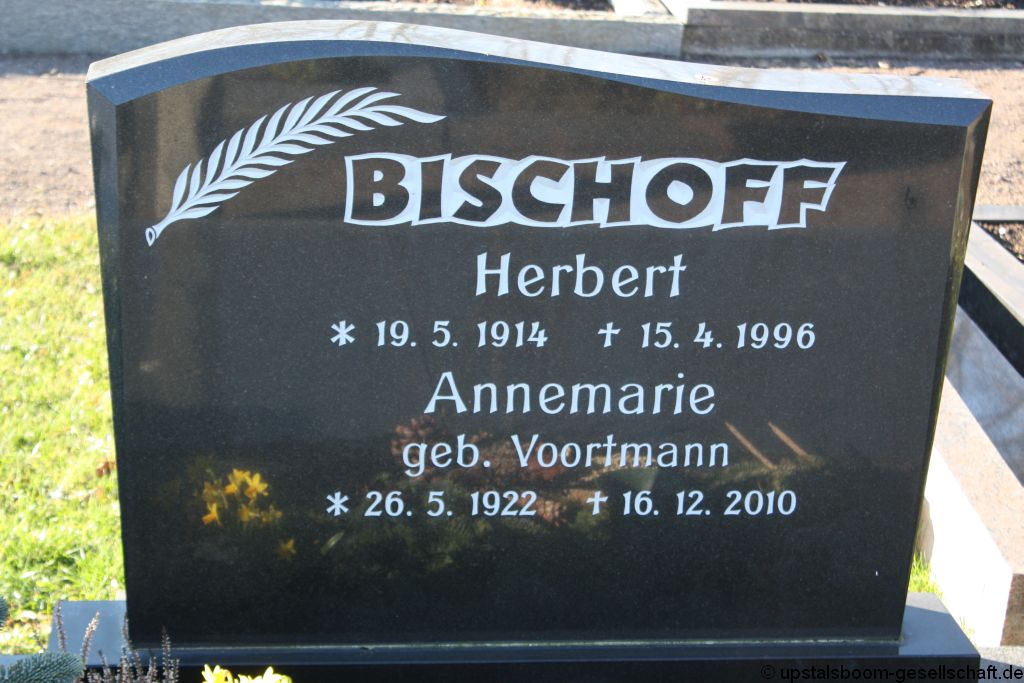 BISCHOFF
Herbert
* 19. 5. 1914 † 15. 4. 1996
Annemarie
geb. Voortmann
* 26. 5. 1922 † 16. 12. 2010
© upstalsboom-gesellschaft.de